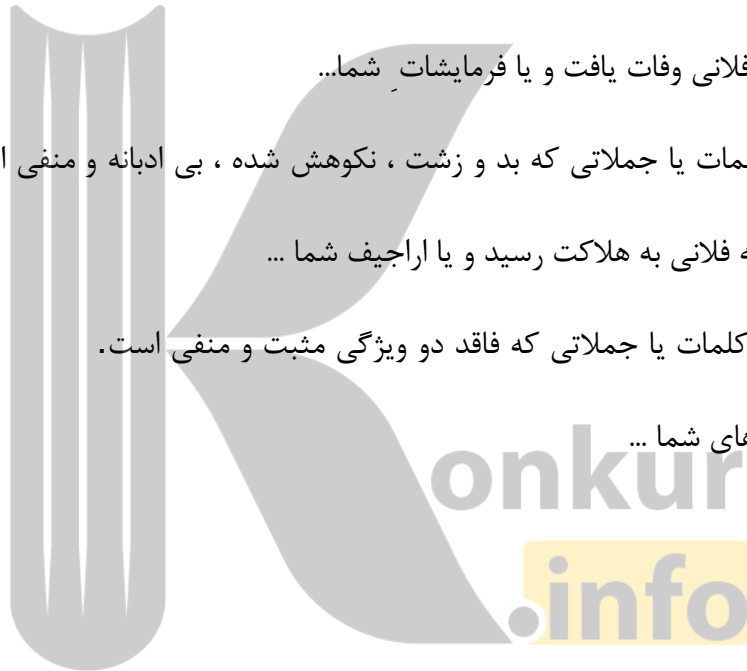 فلانی وفات یافت و یا فرمایشات ِ شما...
مات یا جملاتی که بد و زشت ، نکوهش شده ، بی ادبانه و منفی ا
ه فلانی به هلاکت رسید و یا اراجیف شما ...
کلمات یا جملاتی که فاقد دو ویژگی مثبت و منفی است.
های شما ...
Konkur
.info